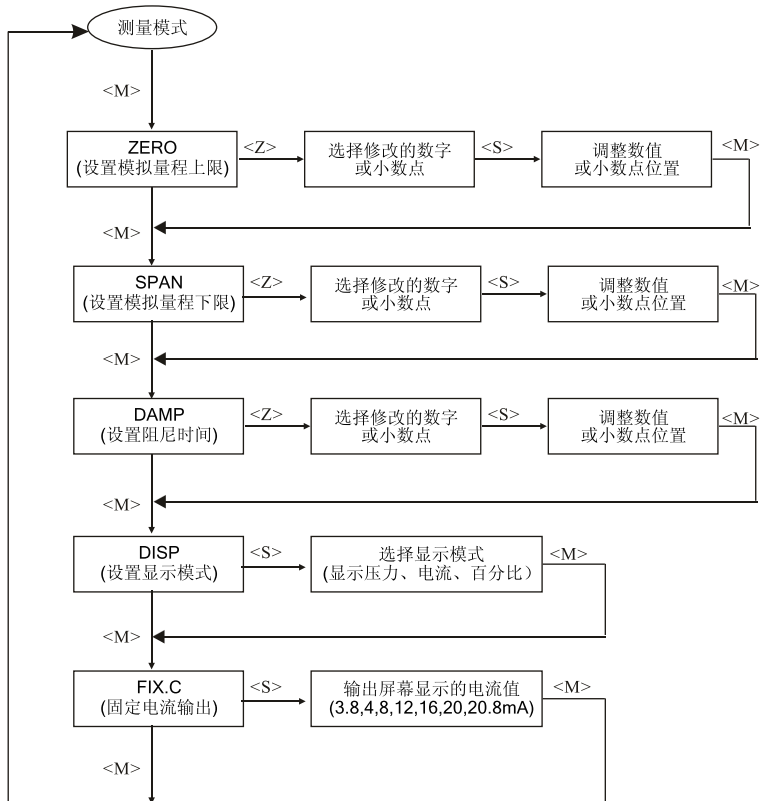 测量模式
<M>
ZERO
(设置模拟量程上限)
<Z>
选择修改的数字
或小数点
<S>
调整数值
或小数点位置
<M>
<M>
SPAN
(设置模拟量程下限)
<Z>
选择修改的数字
或小数点
<S>
调整数值
或小数点位置
<M>
<M>
DAMP
(设置阻尼时间)
<Z>
选择修改的数字
或小数点
<S>
调整数值
或小数点位置
<M>
<M>
DISP
(设置显示模式)
<S>
选择显示模式
(显示压力、电流、百分比)
<M>
<M>
FIX.C
(固定电流输出)
<S>
输出屏幕显示的电流值
(3.8,4,8,12,16,20,20.8mA)
<M>
<M>